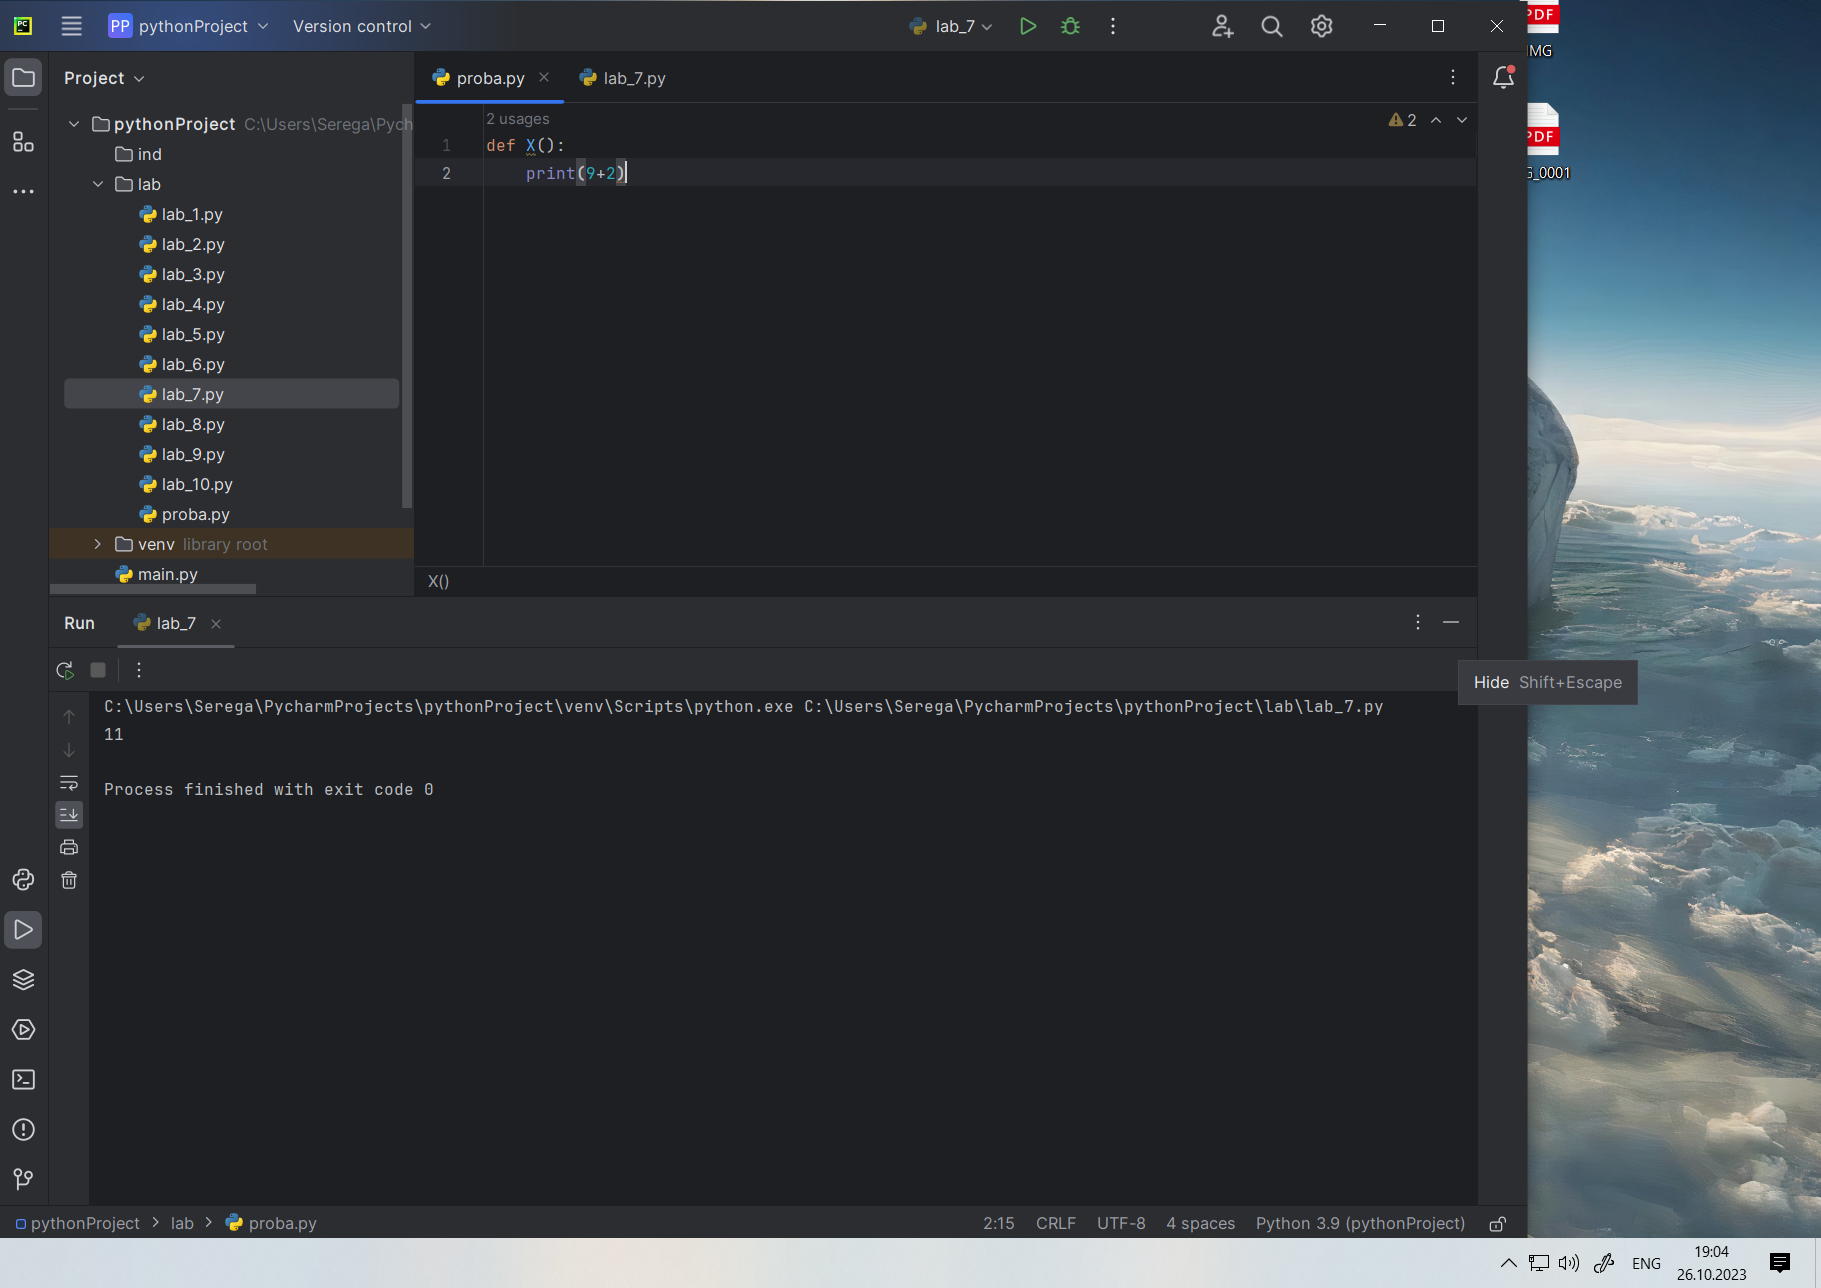 PC
PP pythonProject Version control lab_7
Project
proba.py lab_7.py
PDF
IMG
pythonProject C:\Users\Serega\Pych
ind
lab
lab_1.py
lab_2.py
lab_3.py
lab_4.py
lab_5.py
lab_6.py
lab_7.py
lab_8.py
lab_9.py
lab_10.py
proba.py
venv library root
main.py
2 usages
2
1 def X():
2 print(9+2)
X()
PDF
G_0001
Run lab_7
Hide Shift+Escape
C:\Users\Serega\PycharmProjects\pythonProject\venv\Scripts\python.exe C:\Users\Serega\PycharmProjects\pythonProject\lab\lab_7.py
11
Process finished with exit code 0
pythonProject > lab > proba.py 2:15 CRLF UTF-8 4 spaces Python 3.9 (pythonProject)
ENG 19:04
26.10.2023